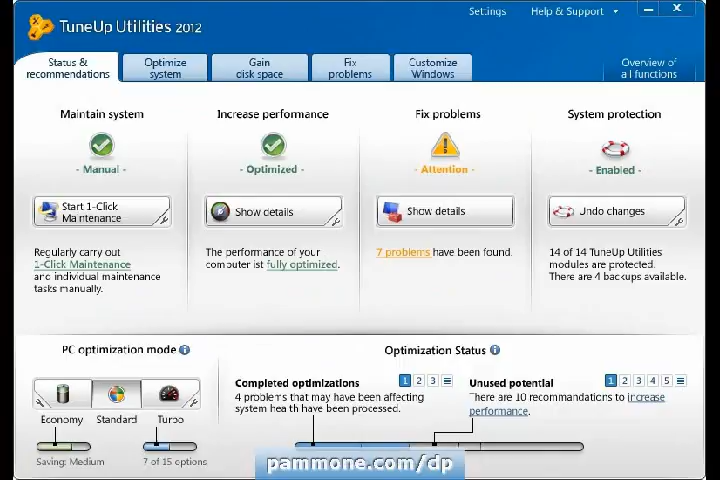 TuneUp Utilities 2012
Settings
Help & Support
Status &
recommendations
Optimize
system
Gain
disk space
Fix
problems
Customize
Windows
Overview of
all functions
Maintain system
- Manual -
Start 1-Click
Maintenance
Regularly carry out
1-Click Maintenance
and individual maintenance
tasks manually.
Increase performance
- Optimized -
Show details
The performance of your
computer ist fully optimized.
Fix problems
- Attention -
Show details
7 problems have been found.
System protection
- Enabled -
Undo changes
14 of 14 TuneUp Utilities
modules are protected.
There are 4 backups available.
PC optimization mode
Economy
Standard
Turbo
Saving: Medium
7 of 15 options
Optimization Status
Completed optimizations
1 2 3
4 problems that may have been affecting
system health have been processed.
Unused potential
1 2 3 4 5
There are 10 recommandations to increase
performance.
pammone.com/dp